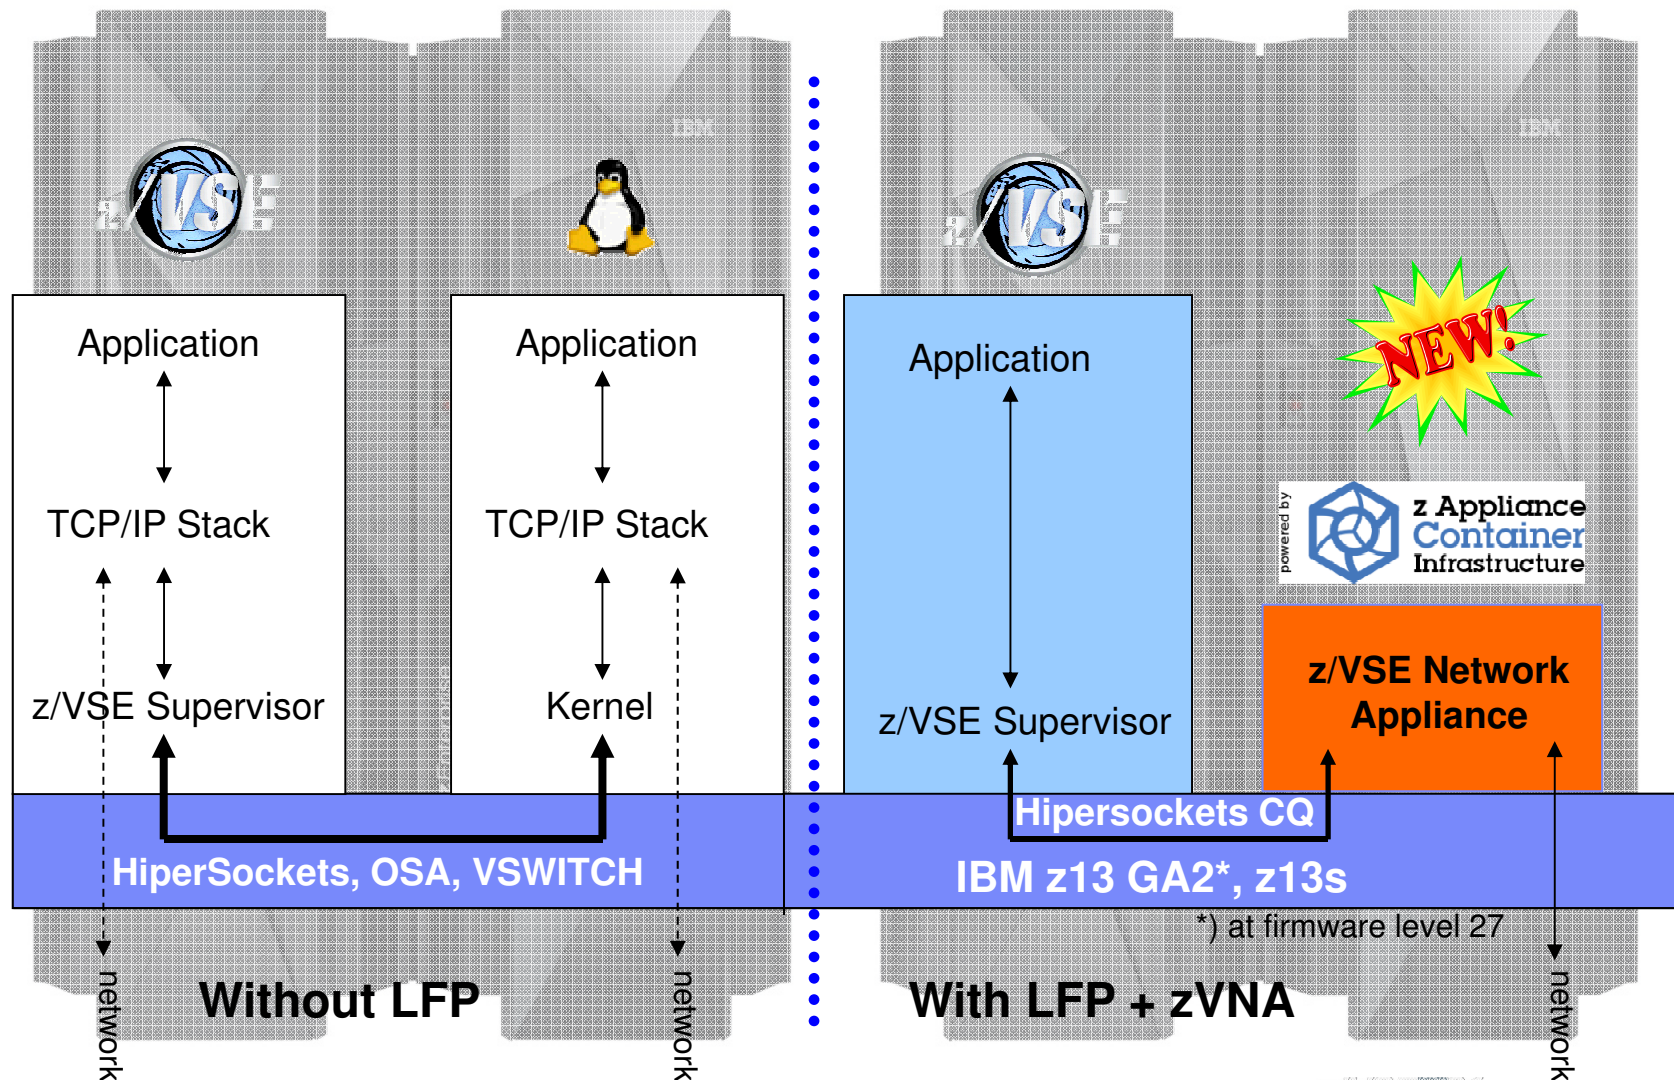 IBM
z/VSE
Application
TCP/IP Stack
z/VSE Supervisor
Application
TCP/IP Stack
Kernel
HiperSockets, OSA, VSWITCH
network
network
Without LFP
IBM
z/VSE
Application
z/VSE Supervisor
NEW!
powered by
z Appliance
Container
Infrastructure
z/VSE Network
Appliance
Hipersockets CQ
IBM z13 GA2*, z13s
*) at firmware level 27
network
With LFP + zVNA